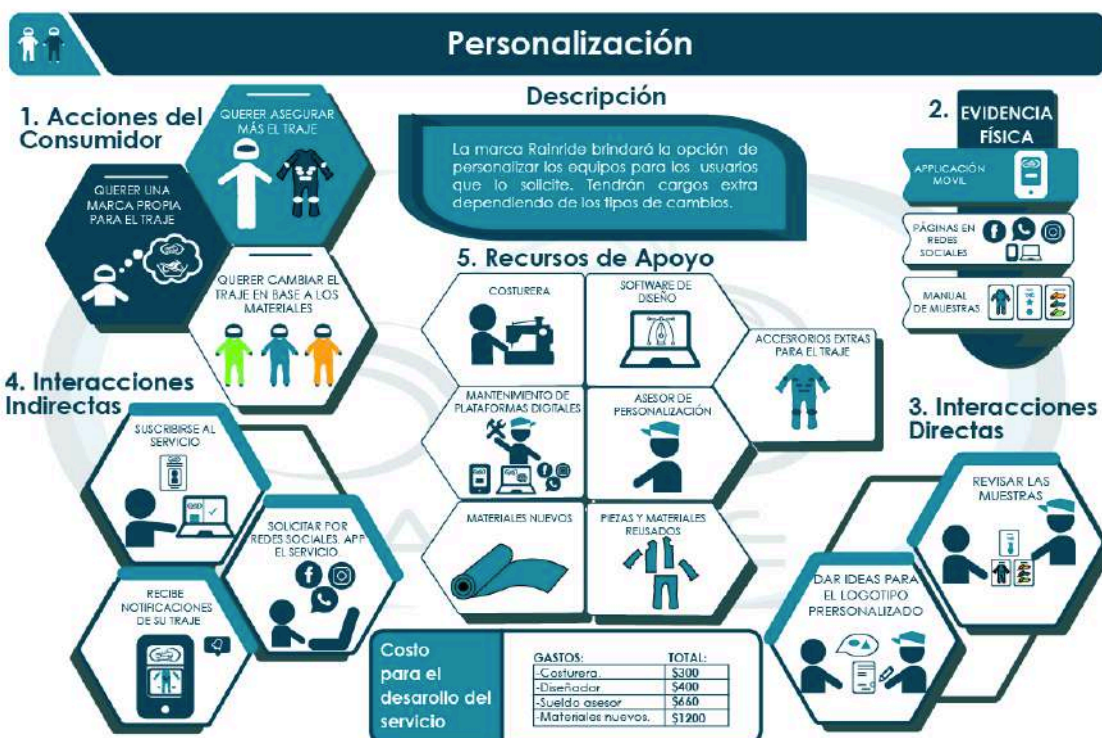 Personalización
1. Acciones del
Consumidor
QUERER ASEGURAR
MÁS EL TRAJE
QUERER UNA
MARCA PROPIA
PARA EL TRAJE
QUERER CAMBIAR EL
TRAJE EN BASE A LOS
MATERIALES
Descripción
La marca Rainride brindará la opción de
personalizar los equipos para los usuarios
que lo solicite. Tendrán cargos extra
dependiendo de los tipos de cambios.
2. EVIDENCIA
FÍSICA
APPLICACIÓN
MOVIL
PÁGINAS EN
REDES
SOCIALES
MANUAL
DE MUESTRAS
5. Recursos de Apoyo
COSTURERA
SOFTWARE DE
DISEÑO
ACCESRORIOS EXTRAS
PARA EL TRAJE
MANTENIMIENTO DE
PLATAFORMAS DIGITALES
ASESOR DE
PERSONALIZACIÓN
MATERIALES NUEVOS
PIEZAS Y MATERIALES
REUSADOS
4. Interacciones
Indirectas
SUSCRIBIRSE AL
SERVICIO
SOLICITAR POR
REDES SOCIALES, APP
EL SERVICIO
RECIBE
NOTIFICACIONES
DE SU TRAJE
3. Interacciones
Directas
REVISAR LAS
MUESTRAS
DAR IDEAS PARA
EL LOGOTIPO
PRERSONALIZADO
Costo
para el
desarollo del
servicio
GASTOS: TOTAL:
-Costurera. $300
-Diseñador $400
-Sueldo asesor $660
-Materiales nuevos. $1200